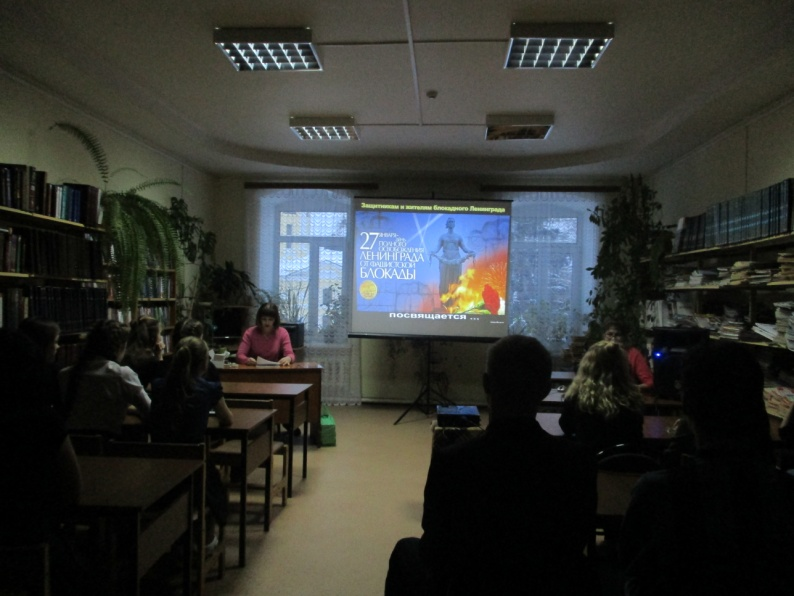 Защитникам и жителям блокадного Ленинграда
27 ЯНВАРЯ
ПОЛНОГО
ОСВОБОЖДЕНИЯ
ЛЕНИНГРАДА
ОТ ФАШИСТСКОЙ
БЛОКАДЫ
посвящается ...